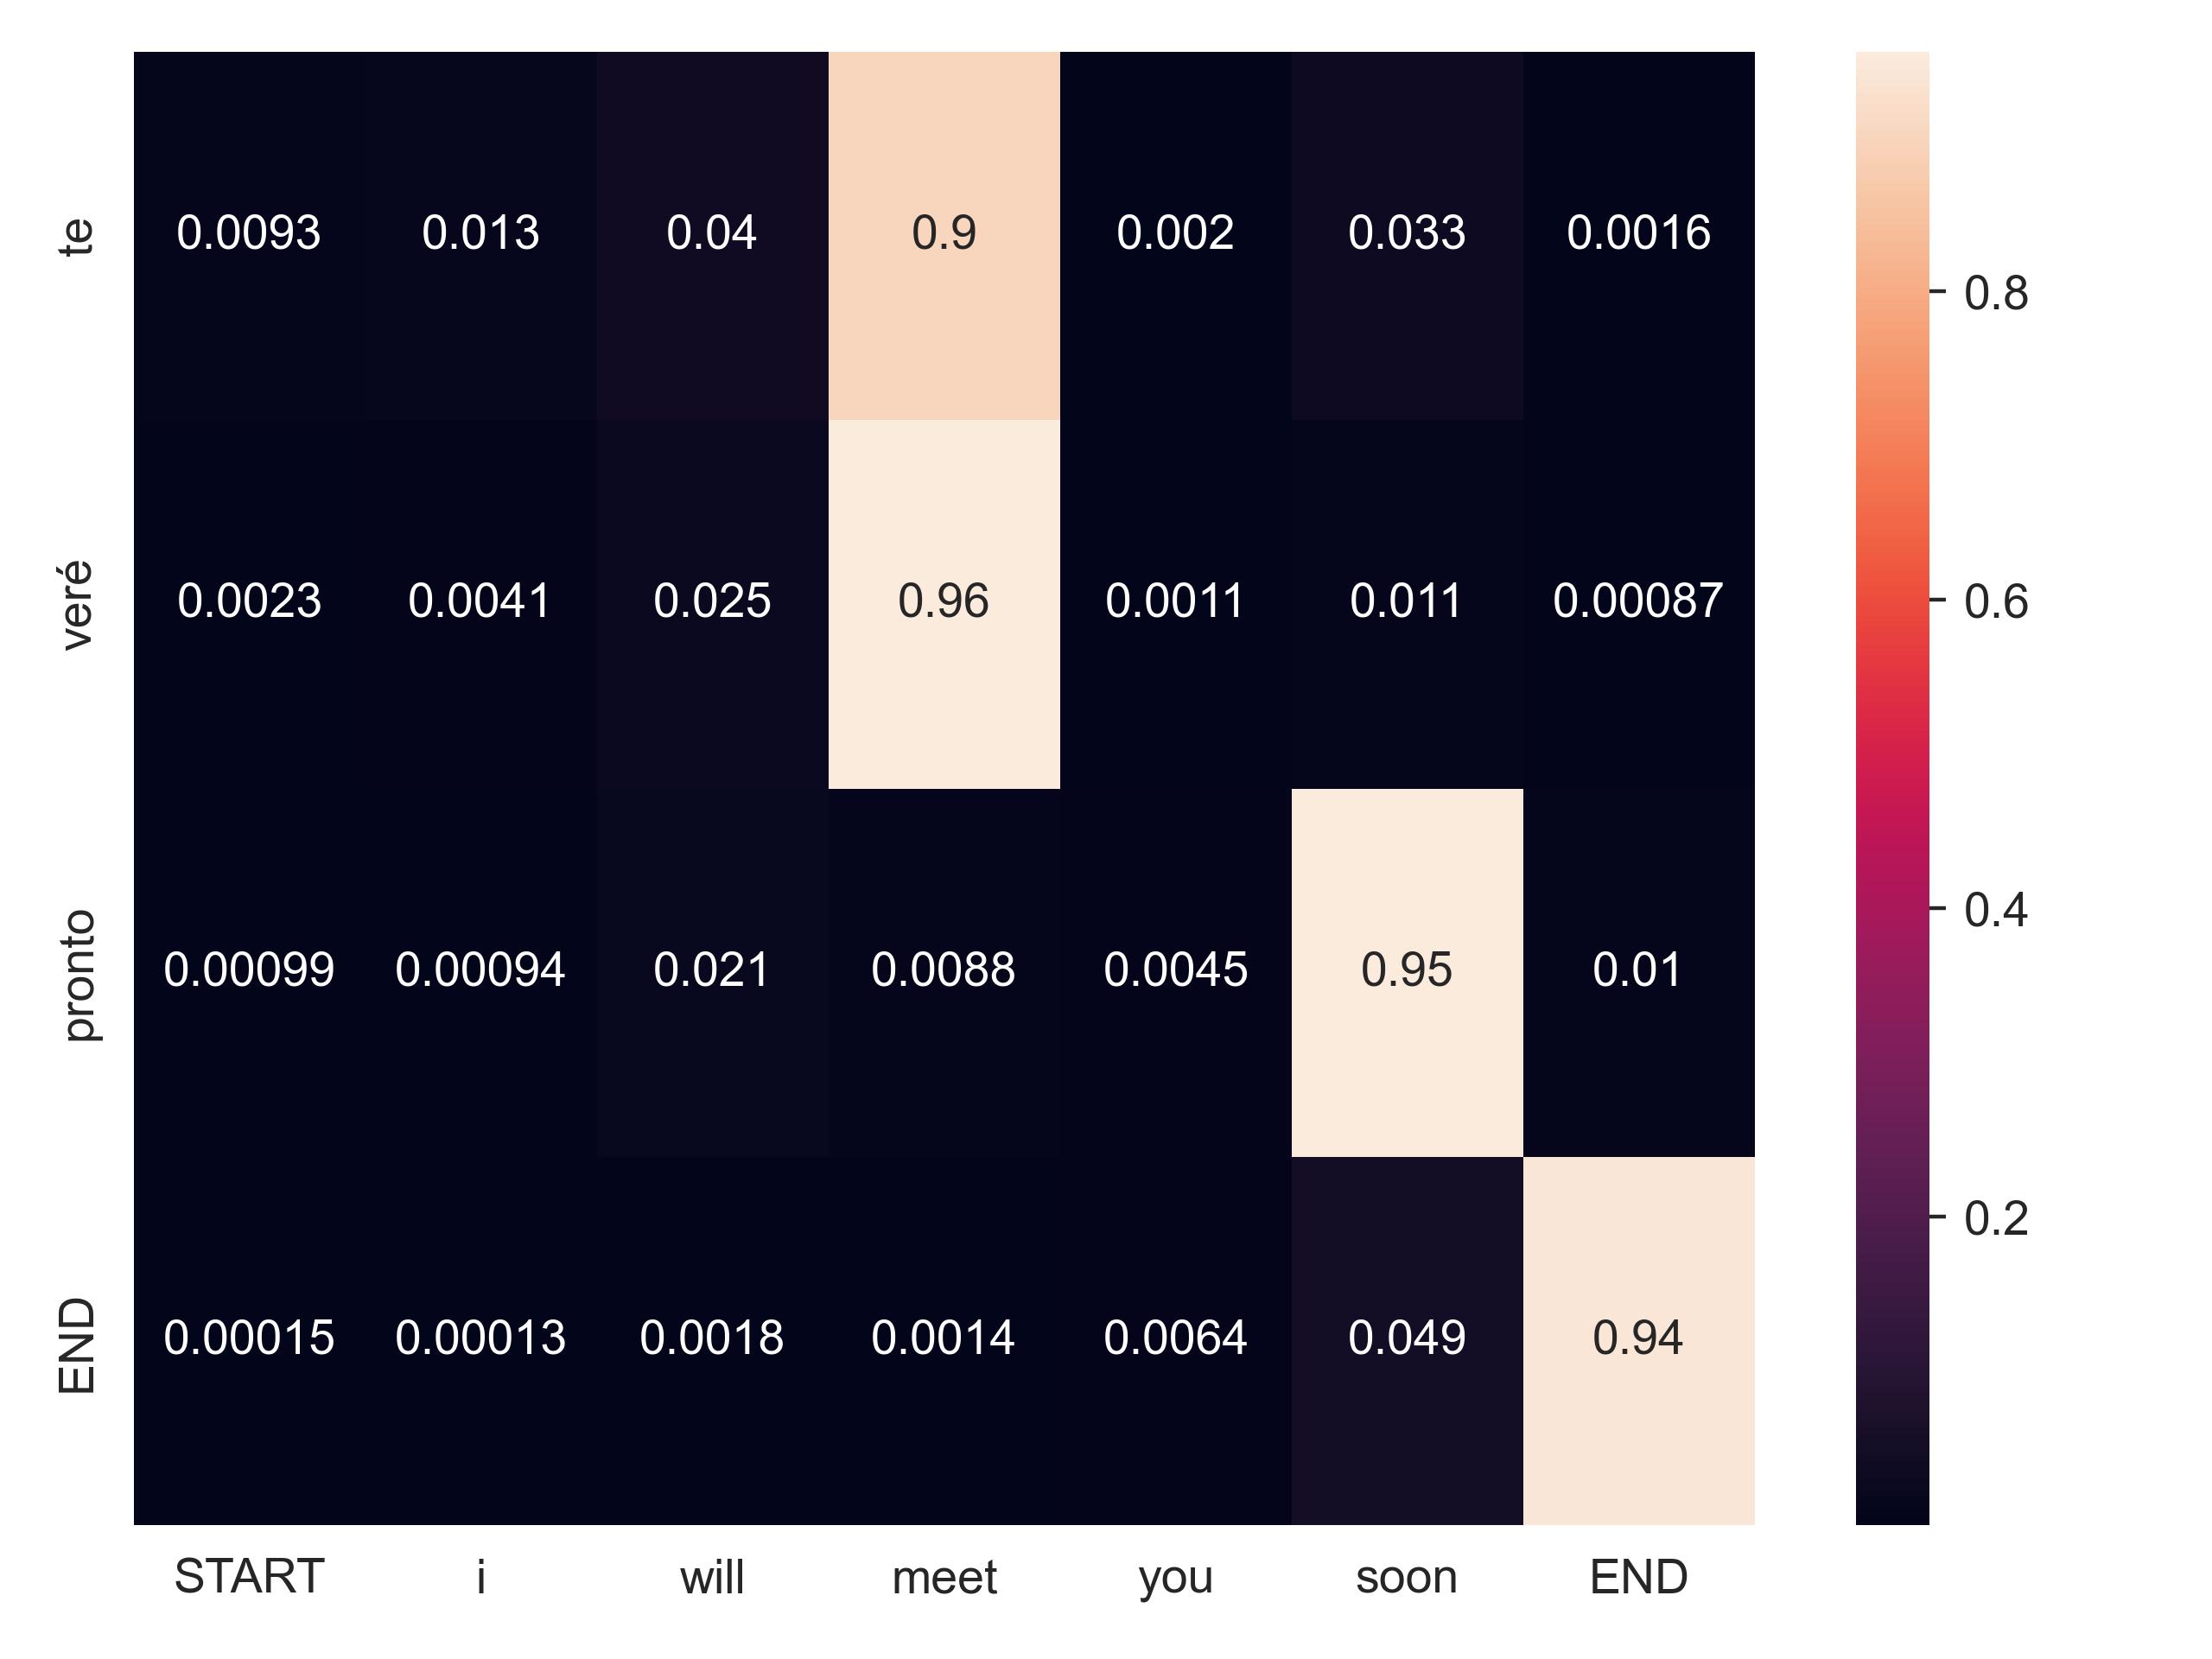 te 0.0093 0.013 0.04 0.9 0.002 0.033 0.0016
veré 0.0023 0.0041 0.025 0.96 0.0011 0.011 0.00087
pronto 0.00099 0.00094 0.021 0.0088 0.0045 0.95 0.01
END 0.00015 0.00013 0.0018 0.0014 0.0064 0.049 0.94
START i will meet you soon END
0.8
0.6
0.4
0.2